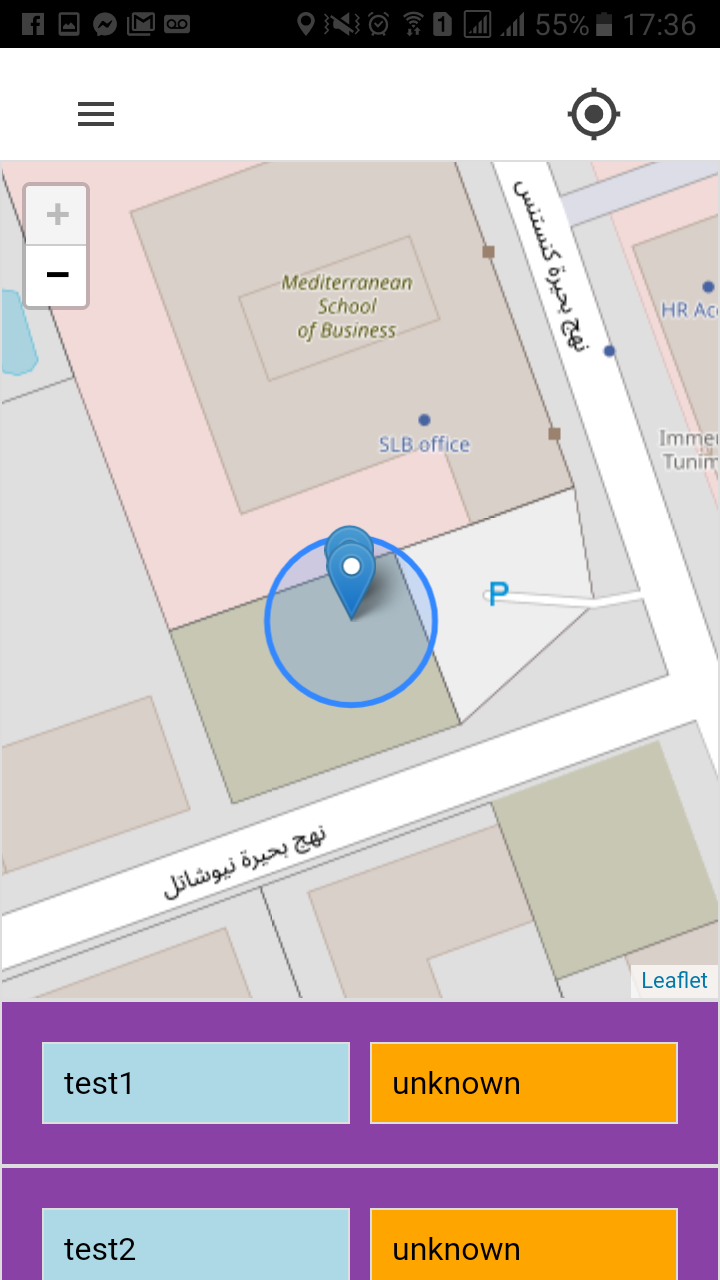 1
55%
17:36
+
−
Mediterranean
School
of Business
SLB office
نهج بحيرة كنستنس
HR Ac
Imme
Tunim
P
نهج بحيرة نيوشاتل
Leaflet
test1
unknown
test2
unknown